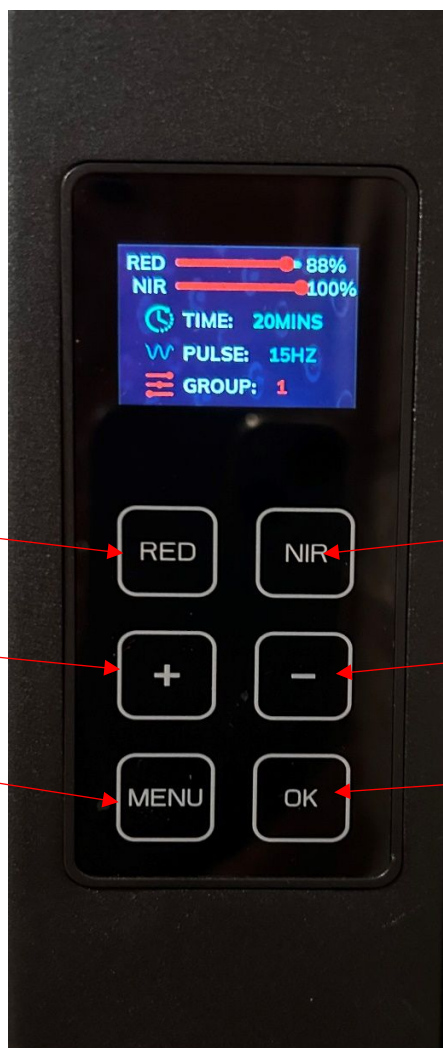 RED 88%
NIR 100%
TIME: 20MINS
PULSE: 15HZ
GROUP: 1
RED NIR
+ -
MENU OK